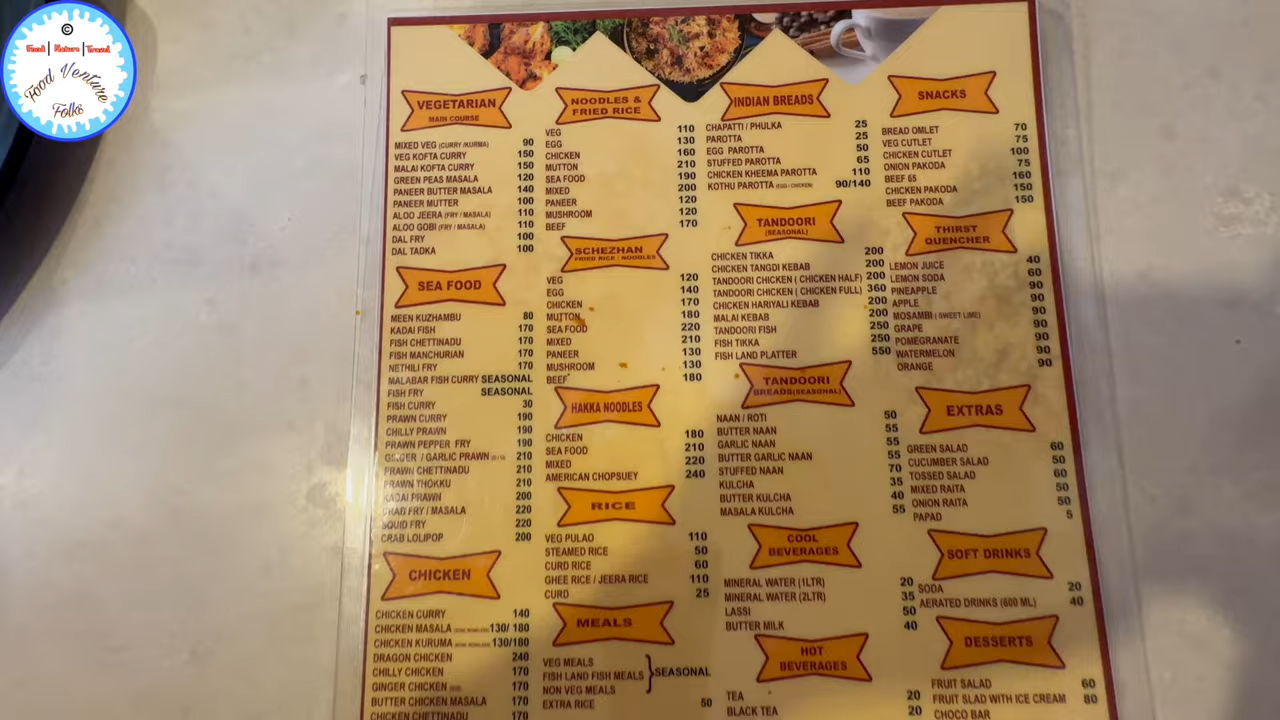 ©
Food | Nature | Travel
Food Venture
Folks
VEGETARIAN
MAIN COURSE
MIXED VEG (CURRY /KURMA) 90
VEG KOFTA CURRY 150
MALAI KOFTA CURRY 150
GREEN PEAS MASALA 120
PANEER BUTTER MASALA 140
PANEER MUTTER 100
ALOO JEERA (FRY / MASALA) 110
ALOO GOBI (FRY / MASALA) 110
DAL FRY 100
DAL TADKA 100
SEA FOOD
MEEN KUZHAMBU 80
KADAI FISH 170
FISH CHETTINADU 170
FISH MANCHURIAN 170
NETHILI FRY 170
MALABAR FISH CURRY SEASONAL
FISH FRY SEASONAL
FISH CURRY 30
PRAWN CURRY 190
CHILLY PRAWN 190
PRAWN PEPPER FRY 190
GINGER / GARLIC PRAWN 210
PRAWN CHETTINADU 210
PRAWN THOKKU 210
KADAI PRAWN 200
CRAB FRY / MASALA 220
SQUID FRY 220
CRAB LOLIPOP 200
CHICKEN
CHICKEN CURRY 140
CHICKEN MASALA 130/ 180
CHICKEN KURUMA 130/180
DRAGON CHICKEN 240
CHILLY CHICKEN 170
GINGER CHICKEN 170
BUTTER CHICKEN MASALA 170
CHICKEN CHETTINADU 170
NOODLES &
FRIED RICE
VEG 110
EGG 130
CHICKEN 160
MUTTON 210
SEA FOOD 190
MIXED 200
PANEER 120
MUSHROOM 120
BEEF 170
SCHEZHAN
FRIED RICE / NOODLES
VEG 120
EGG 140
CHICKEN 170
MUTTON 180
SEA FOOD 220
MIXED 210
PANEER 130
MUSHROOM 130
BEEF 180
HAKKA NOODLES
CHICKEN 180
SEA FOOD 210
MIXED 220
AMERICAN CHOPSUEY 240
RICE
VEG PULAO 110
STEAMED RICE 50
CURD RICE 60
GHEE RICE / JEERA RICE 110
CURD 25
MEALS
VEG MEALS
FISH LAND FISH MEALS } SEASONAL
NON VEG MEALS
EXTRA RICE 50
INDIAN BREADS
CHAPATTI / PHULKA 25
PAROTTA 25
EGG PAROTTA 50
STUFFED PAROTTA 65
CHICKEN KHEEMA PAROTTA 110
KOTHU PAROTTA (EGG / CHICKEN) 90/140
TANDOORI
(SEASONAL)
CHICKEN TIKKA 200
CHICKEN TANGDI KEBAB 200
TANDOORI CHICKEN ( CHICKEN HALF) 200
TANDOORI CHICKEN ( CHICKEN FULL) 360
CHICKEN HARIYALI KEBAB 200
MALAI KEBAB 200
TANDOORI FISH 250
FISH TIKKA 250
FISH LAND PLATTER 550
TANDOORI
BREADS(SEASONAL)
NAAN / ROTI 50
BUTTER NAAN 55
GARLIC NAAN 55
BUTTER GARLIC NAAN 55
STUFFED NAAN 70
KULCHA 35
BUTTER KULCHA 40
MASALA KULCHA 55
COOL
BEVERAGES
MINERAL WATER (1LTR) 20
MINERAL WATER (2LTR) 35
LASSI 50
BUTTER MILK 40
HOT
BEVERAGES
TEA 20
BLACK TEA 20
SNACKS
BREAD OMLET 70
VEG CUTLET 75
CHICKEN CUTLET 100
ONION PAKODA 75
BEEF 65 160
CHICKEN PAKODA 150
BEEF PAKODA 150
THIRST
QUENCHER
LEMON JUICE 40
LEMON SODA 60
PINEAPPLE 90
APPLE 90
MOSAMBI ( SWEET LIME) 90
GRAPE 90
POMEGRANATE 90
WATERMELON 90
ORANGE 90
EXTRAS
GREEN SALAD 60
CUCUMBER SALAD 50
TOSSED SALAD 60
MIXED RAITA 50
ONION RAITA 50
PAPAD 5
SOFT DRINKS
SODA 20
AERATED DRINKS (600 ML) 40
DESSERTS
FRUIT SALAD 60
FRUIT SLAD WITH ICE CREAM 80
CHOCO BAR